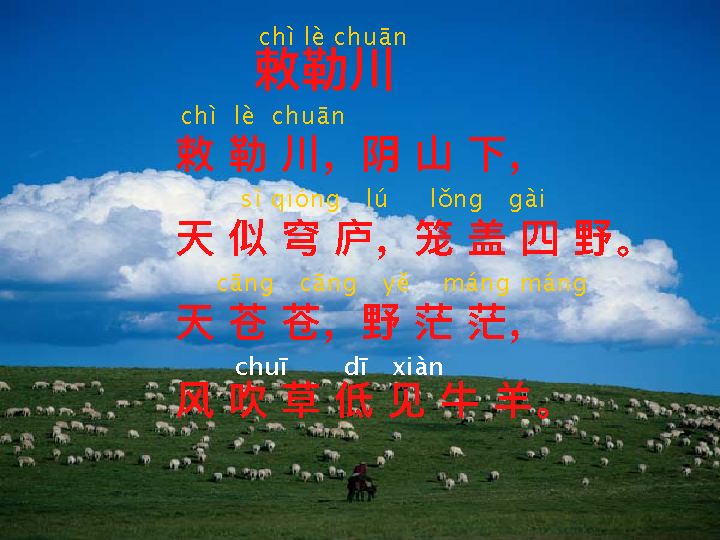 chì lè chuān
敕勒川
chì lè chuān
敕 勒 川，阴 山 下，
sì qióng lú lǒng gài
天 似 穹 庐，笼 盖 四 野。
cāng cāng yě máng máng
天 苍 苍，野 茫 茫，
chuī dī xiàn
风 吹 草 低 见 牛 羊。